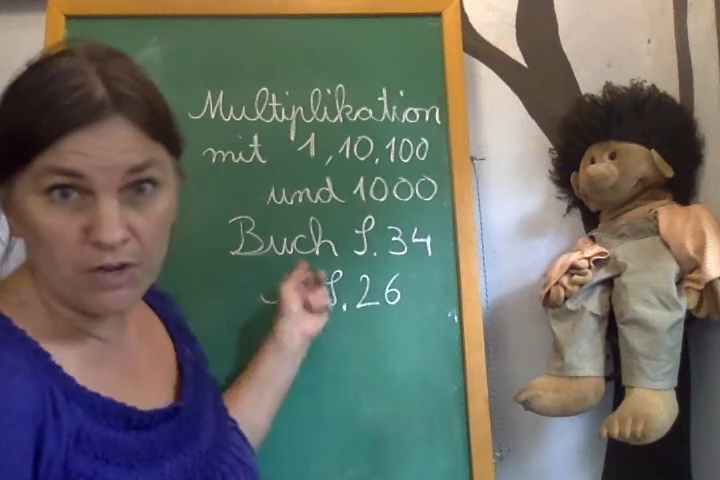 Multiplikation
mit 1,10,100
und 1000
Buch S.34
S.26